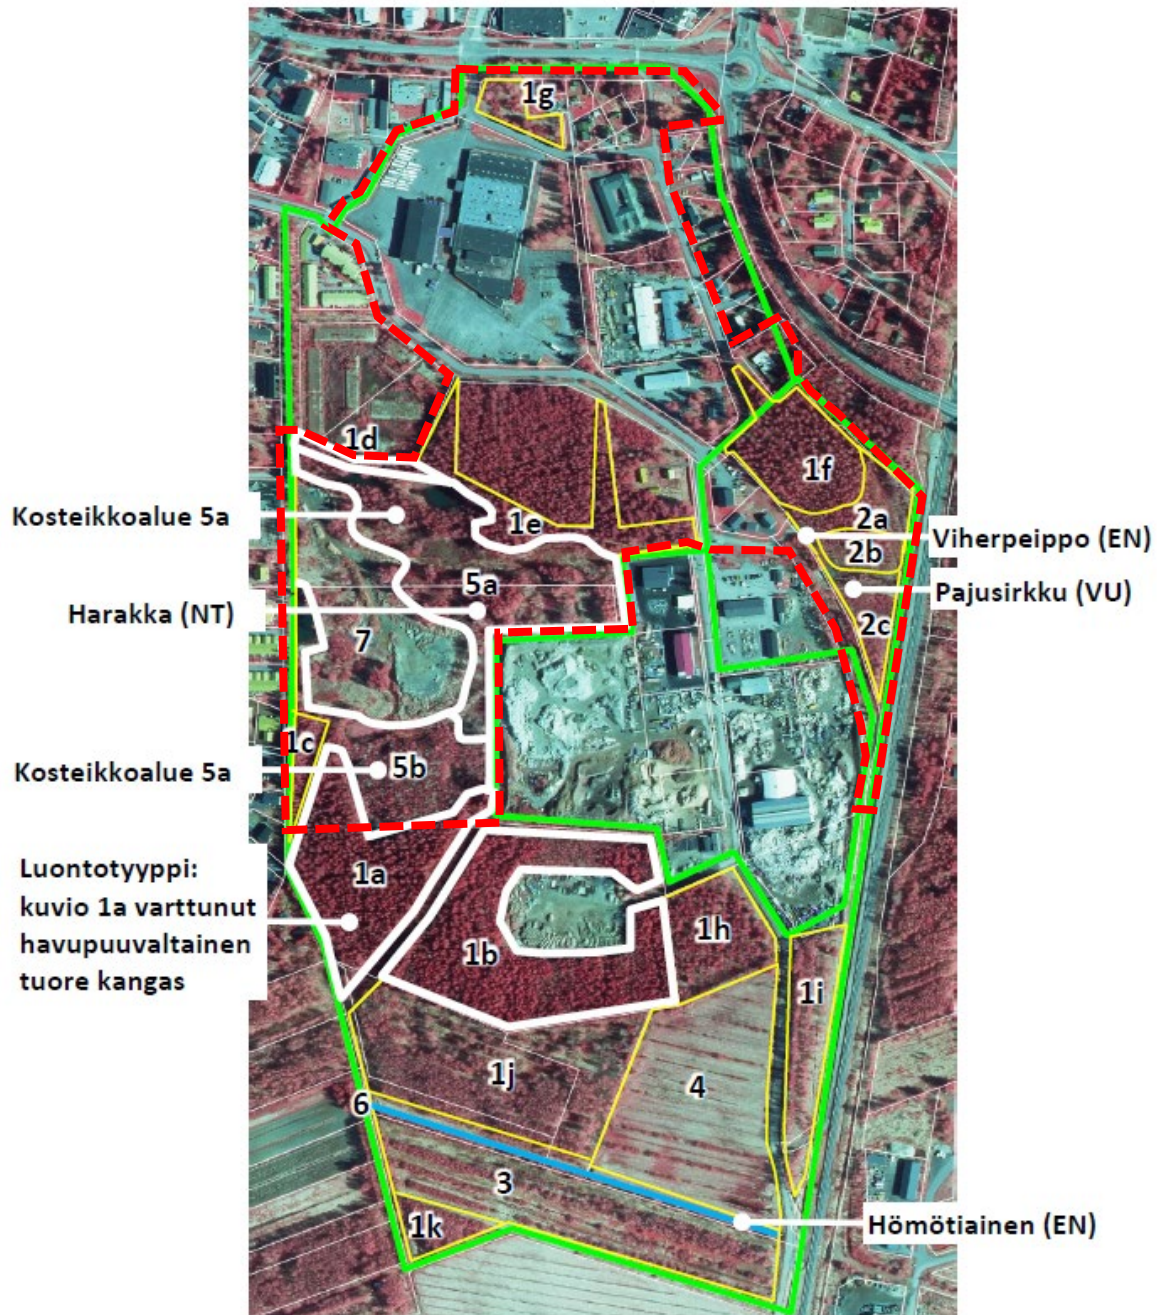 1g
1d
1f
Kosteikkoalue 5a
1e
2a
Viherpeippo (EN)
2b
5a
Pajusirkku (VU)
Harakka (NT)
7
2c
1c
Kosteikkoalue 5a
5b
Luontotyyppi:
kuvio 1a varttunut
havupuuvaltainen
tuore kangas
1a
1b
1h
1i
1j
4
6
3
1k
Hömötiainen (EN)